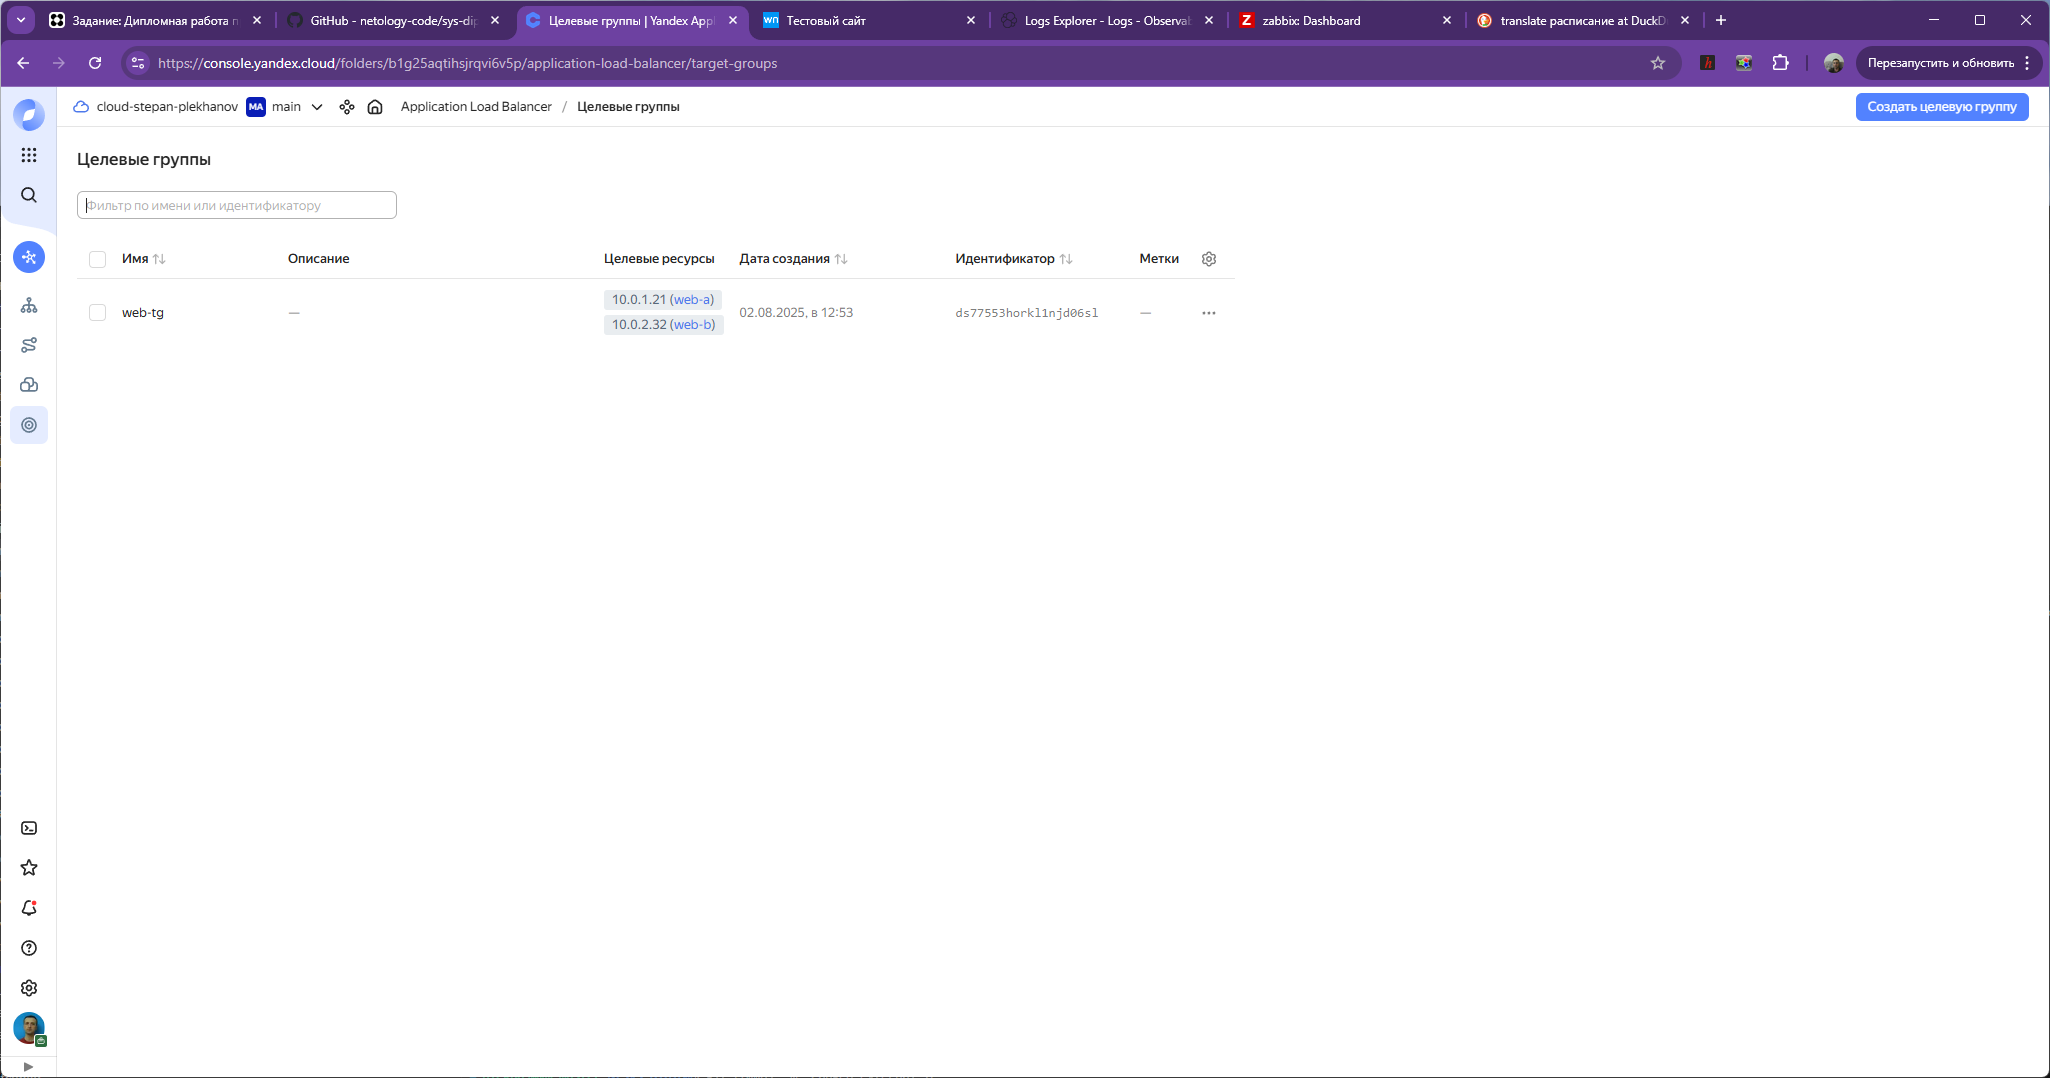 Задание: Дипломная работа п
GitHub - netology-code/sys-dip
Целевые группы | Yandex Appl
wn Тестовый сайт
Logs Explorer - Logs - Observab
Z zabbix: Dashboard
translate расписание at DuckD
https://console.yandex.cloud/folders/b1g25aqtihsjrqvi6v5p/application-load-balancer/target-groups
h
Перезапустить и обновить
cloud-stepan-plekhanov MA main Application Load Balancer / Целевые группы
Создать целевую группу
Целевые группы
Фильтр по имени или идентификатору
Имя Описание Целевые ресурсы Дата создания Идентификатор Метки
web-tg — 10.0.1.21 (web-a) 02.08.2025, в 12:53 ds77553horkl1njd06sl —
10.0.2.32 (web-b)